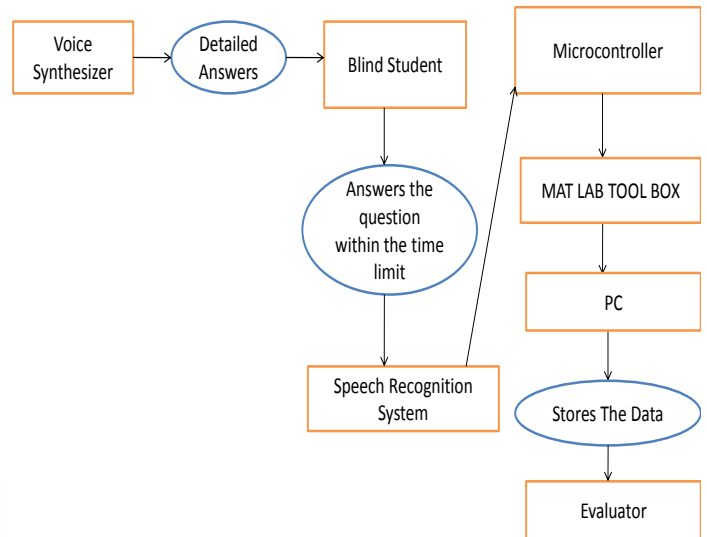 Voice
Synthesizer
Detailed
Answers
Blind Student
Answers the
question
within the time
limit
Speech Recognition
System
Microcontroller
MAT LAB TOOL BOX
PC
Stores The Data
Evaluator